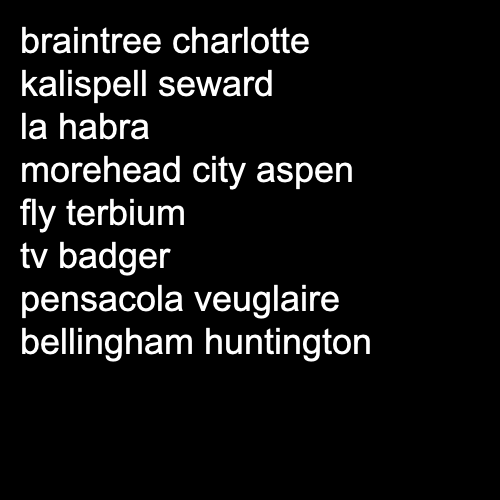 braintree charlotte
kalispell seward
la habra
morehead city aspen
fly terbium
tv badger
pensacola veuglaire
bellingham huntington